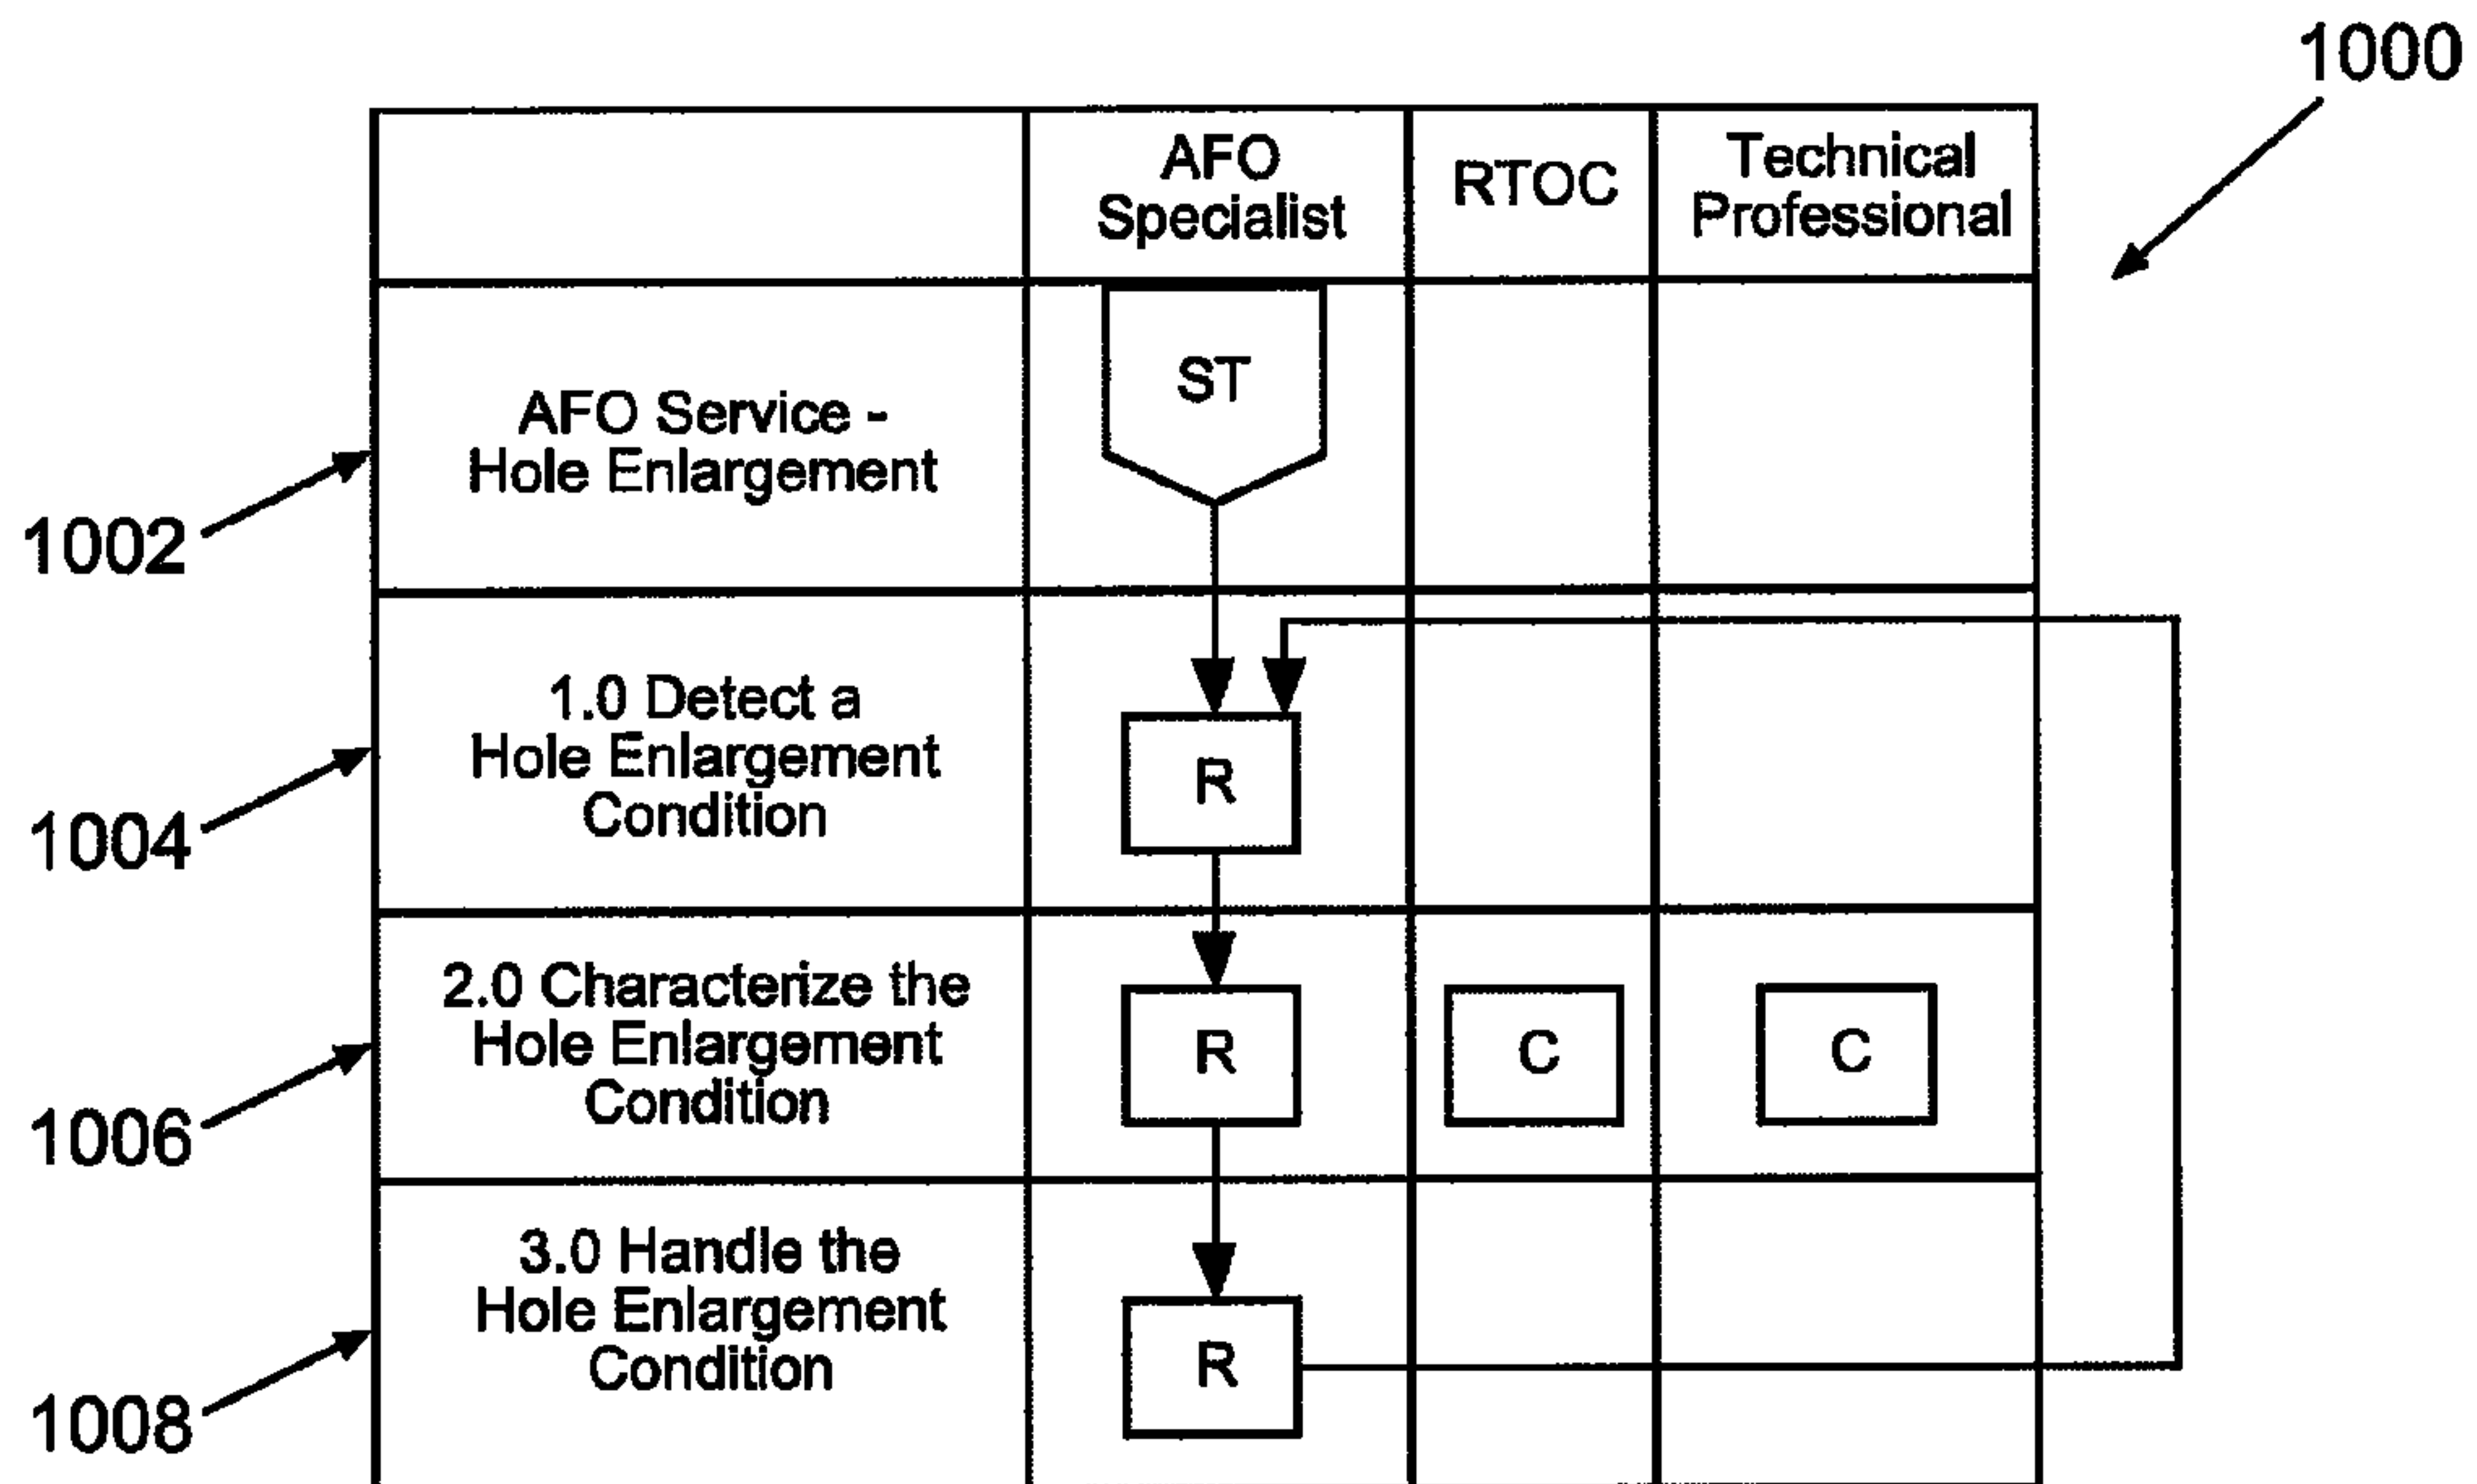 1000
AFO
Specialist
RTOC
Technical
Professional
AFO Service -
Hole Enlargement
ST
1002
1.0 Detect a
Hole Enlargement
Condition
R
1004
2.0 Characterize the
Hole Enlargement
Condition
R
C
C
1006
3.0 Handle the
Hole Enlargement
Condition
R
1008